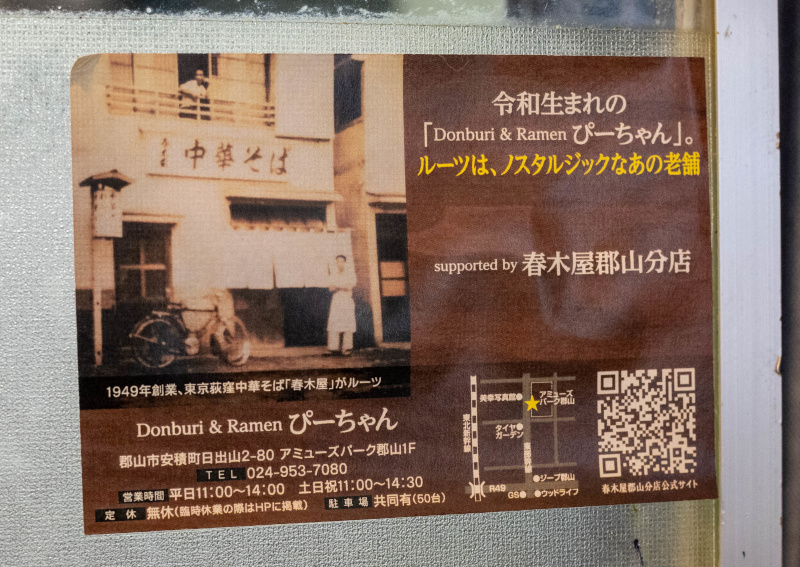 中華そば
1949年創業、東京荻窪中華そば「春木屋」がルーツ
Donburi & Ramen ぴーちゃん
郡山市安積町日出山2-80 アミューズパーク郡山1F
TEL 024-953-7080
営業時間 平日11:00〜14:00 土日祝11:00〜14:30
定休 無休(臨時休業の際はHPに掲載) 駐車場 共同有(50台)
令和生まれの
「Donburi & Ramen ぴーちゃん」。
ルーツは、ノスタルジックなあの老舗
supported by 春木屋郡山分店
美幸写真館
アミューズ
パーク郡山
タイヤ
ガーデン
東北新幹線
ジープ郡山
R49
GS
ウッドライフ
春木屋郡山分店公式サイト